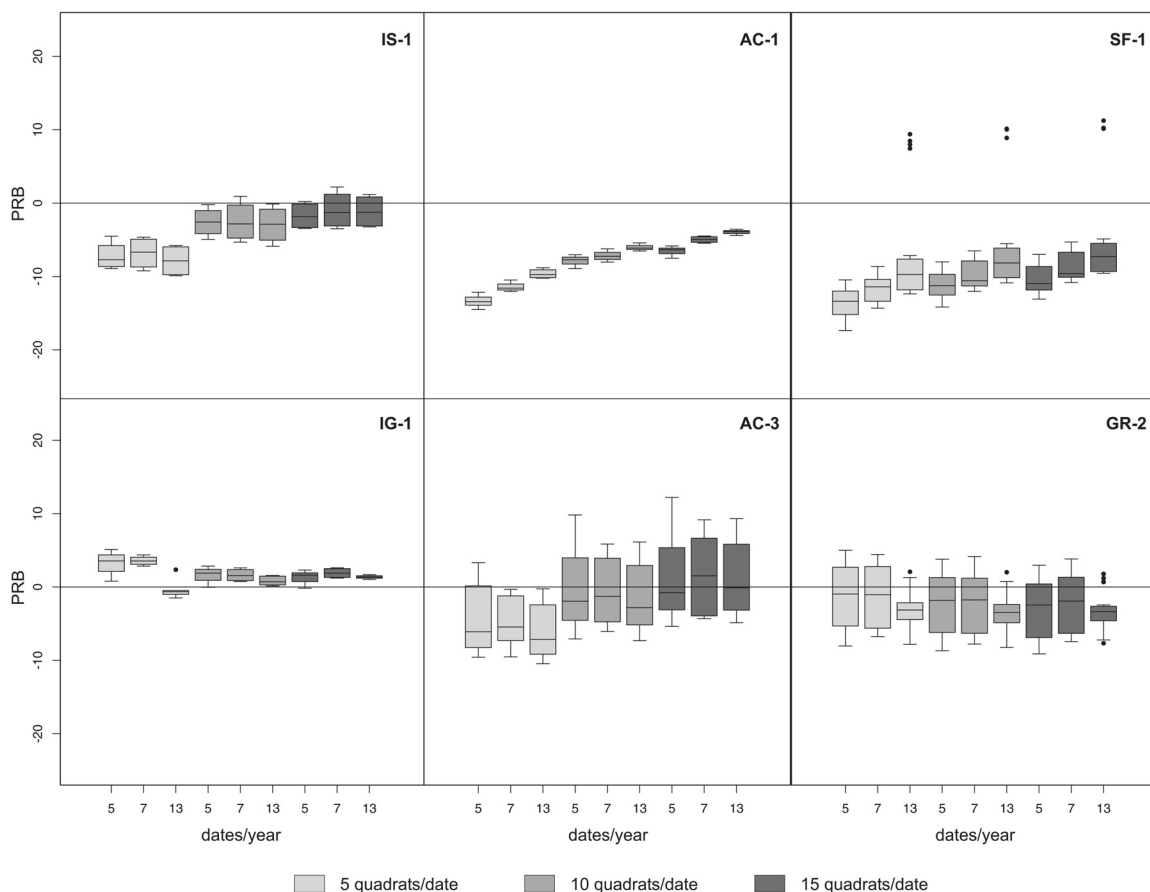 IS-1 AC-1 SF-1
20
10
0
-10
-20
PRB
IG-1 AC-3 GR-2
20
10
0
-10
-20
PRB
5 7 13 5 7 13 5 7 13 5 7 13 5 7 13 5 7 13 5 7 13 5 7 13 5 7 13
dates/year dates/year dates/year
5 quadrats/date 10 quadrats/date 15 quadrats/date